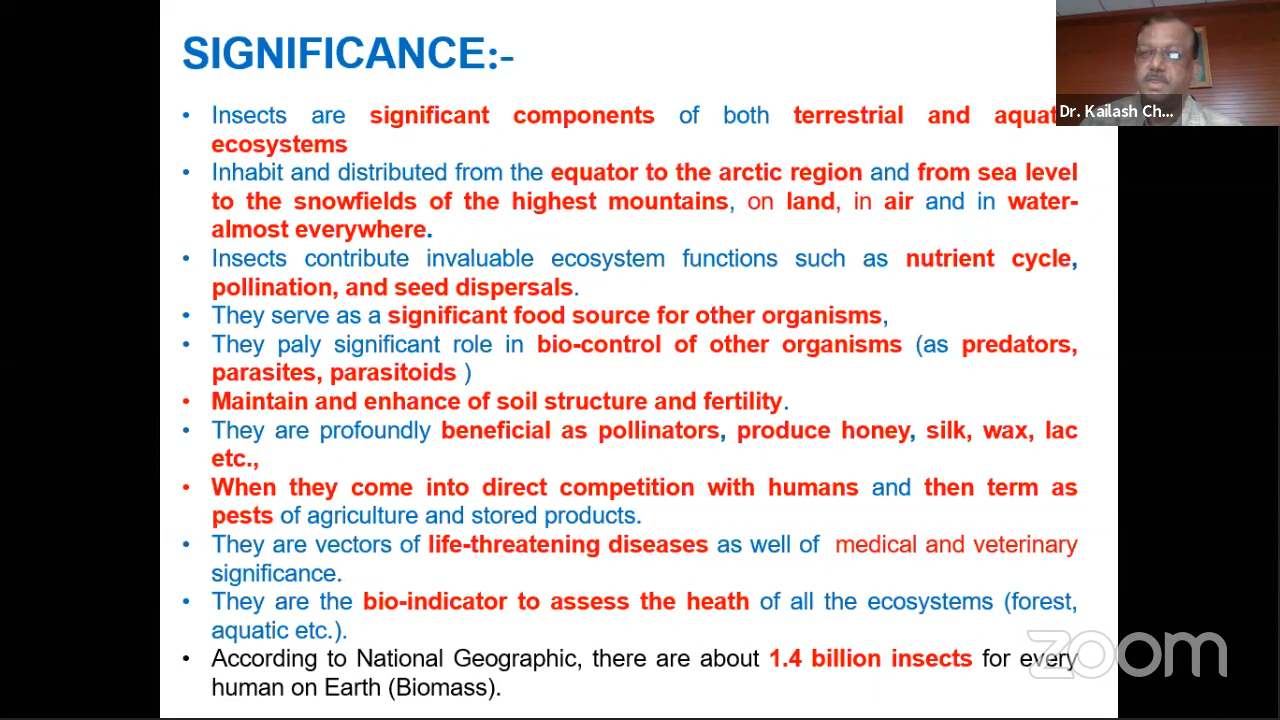 SIGNIFICANCE:-
• Insects are significant components of both terrestrial and aquat
ecosystems
• Inhabit and distributed from the equator to the arctic region and from sea level
to the snowfields of the highest mountains, on land, in air and in water-
almost everywhere.
• Insects contribute invaluable ecosystem functions such as nutrient cycle,
pollination, and seed dispersals.
• They serve as a significant food source for other organisms,
• They paly significant role in bio-control of other organisms (as predators,
parasites, parasitoids )
• Maintain and enhance of soil structure and fertility.
• They are profoundly beneficial as pollinators, produce honey, silk, wax, lac
etc.,
• When they come into direct competition with humans and then term as
pests of agriculture and stored products.
• They are vectors of life-threatening diseases as well of medical and veterinary
significance.
• They are the bio-indicator to assess the heath of all the ecosystems (forest,
aquatic etc.).
• According to National Geographic, there are about 1.4 billion insects for every
human on Earth (Biomass).
Dr. Kailash Ch...
zoom